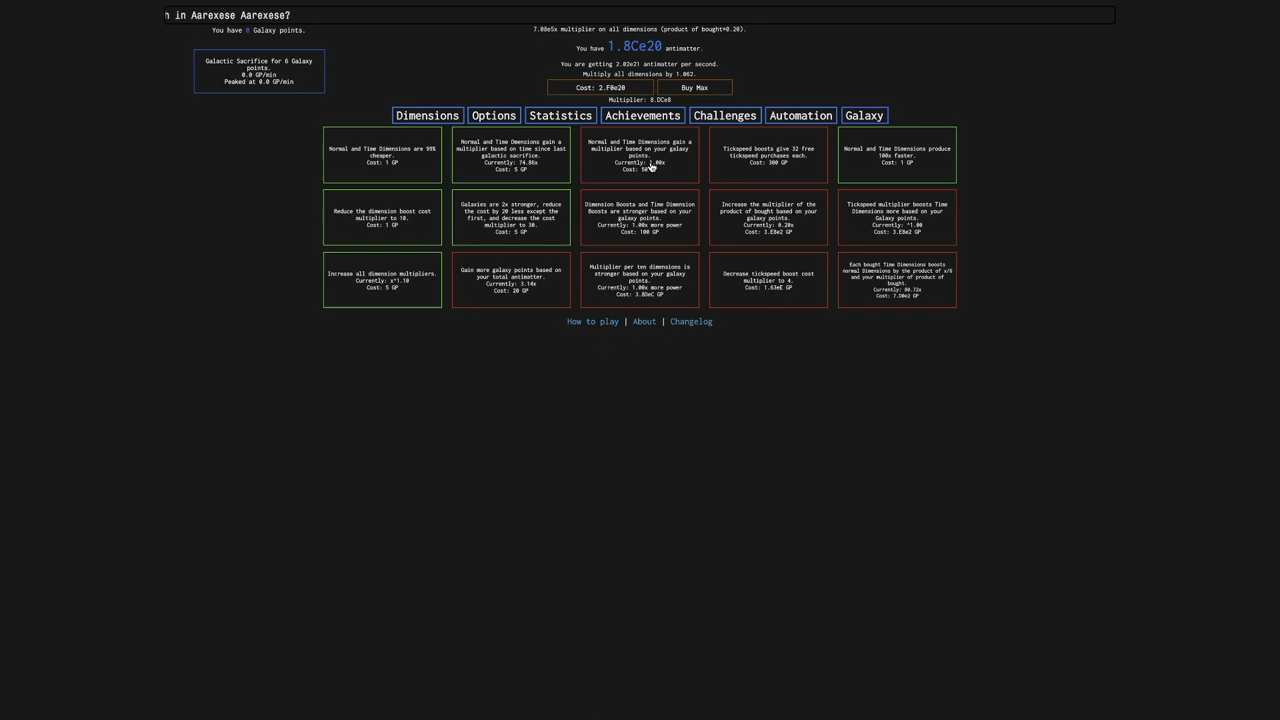 h in Aarexese Aarexese?
You have 0 Galaxy points.
7.08e5x multiplier on all dimensions (product of bought*0.20).
You have 1.8Ce20 antimatter.
Galactic Sacrifice for 6 Galaxy
points.
0.0 GP/min
Peaked at 0.0 GP/min
You are getting 2.02e21 antimatter per second.
Multiply all dimensions by 1.062.
Cost: 2.F0e20
Buy Max
Multiplier: 8.DCe8
Dimensions Options Statistics Achievements Challenges Automation Galaxy
Normal and Time Dimensions are 99%
cheaper.
Cost: 1 GP
Normal and Time Dmensions gain a
multiplier based on time since last
galactic sacrifice.
Currently: 74.86x
Cost: 5 GP
Normal and Time Dimensions gain a
multiplier based on your galaxy
points.
Currently: 1.00x
Cost: 50
Tickspeed boosts give 32 free
tickspeed purchases each.
Cost: 300 GP
Normal and Time Dimensions produce
100x faster.
Cost: 1 GP
Reduce the dimension boost cost
multiplier to 10.
Cost: 1 GP
Galaxies are 2x stronger, reduce
the cost by 20 less except the
first, and decrease the cost
multiplier to 30.
Cost: 5 GP
Dimension Boosts and Time Dimension
Boosts are stronger based on your
galaxy points.
Currently: 1.00x more power
Cost: 100 GP
Increase the multiplier of the
product of bought based on your
galaxy points.
Currently: 0.20x
Cost: 3.E8e2 GP
Tickspeed multiplier boosts Time
Dimensions more based on your
Galaxy points.
Currently: ^1.00
Cost: 3.E8e2 GP
Increase all dimension multipliers.
Currently: x^1.10
Cost: 5 GP
Gain more galaxy points based on
your total antimatter.
Currently: 3.14x
Cost: 20 GP
Multiplier per ten dimensions is
stronger based on your galaxy
points.
Currently: 1.00x more power
Cost: 3.8DeC GP
Decrease tickspeed boost cost
multiplier to 4.
Cost: 1.63eE GP
Each bought Time Dimensions boosts
normal Dimensions by the product of x/6
and your multiplier of product of
bought.
Currently: 80.72x
Cost: 7.D0e2 GP
How to play | About | Changelog